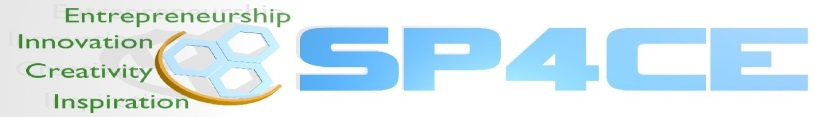 Entrepreneurship
Innovation
Creativity
Inspiration
SP4CE